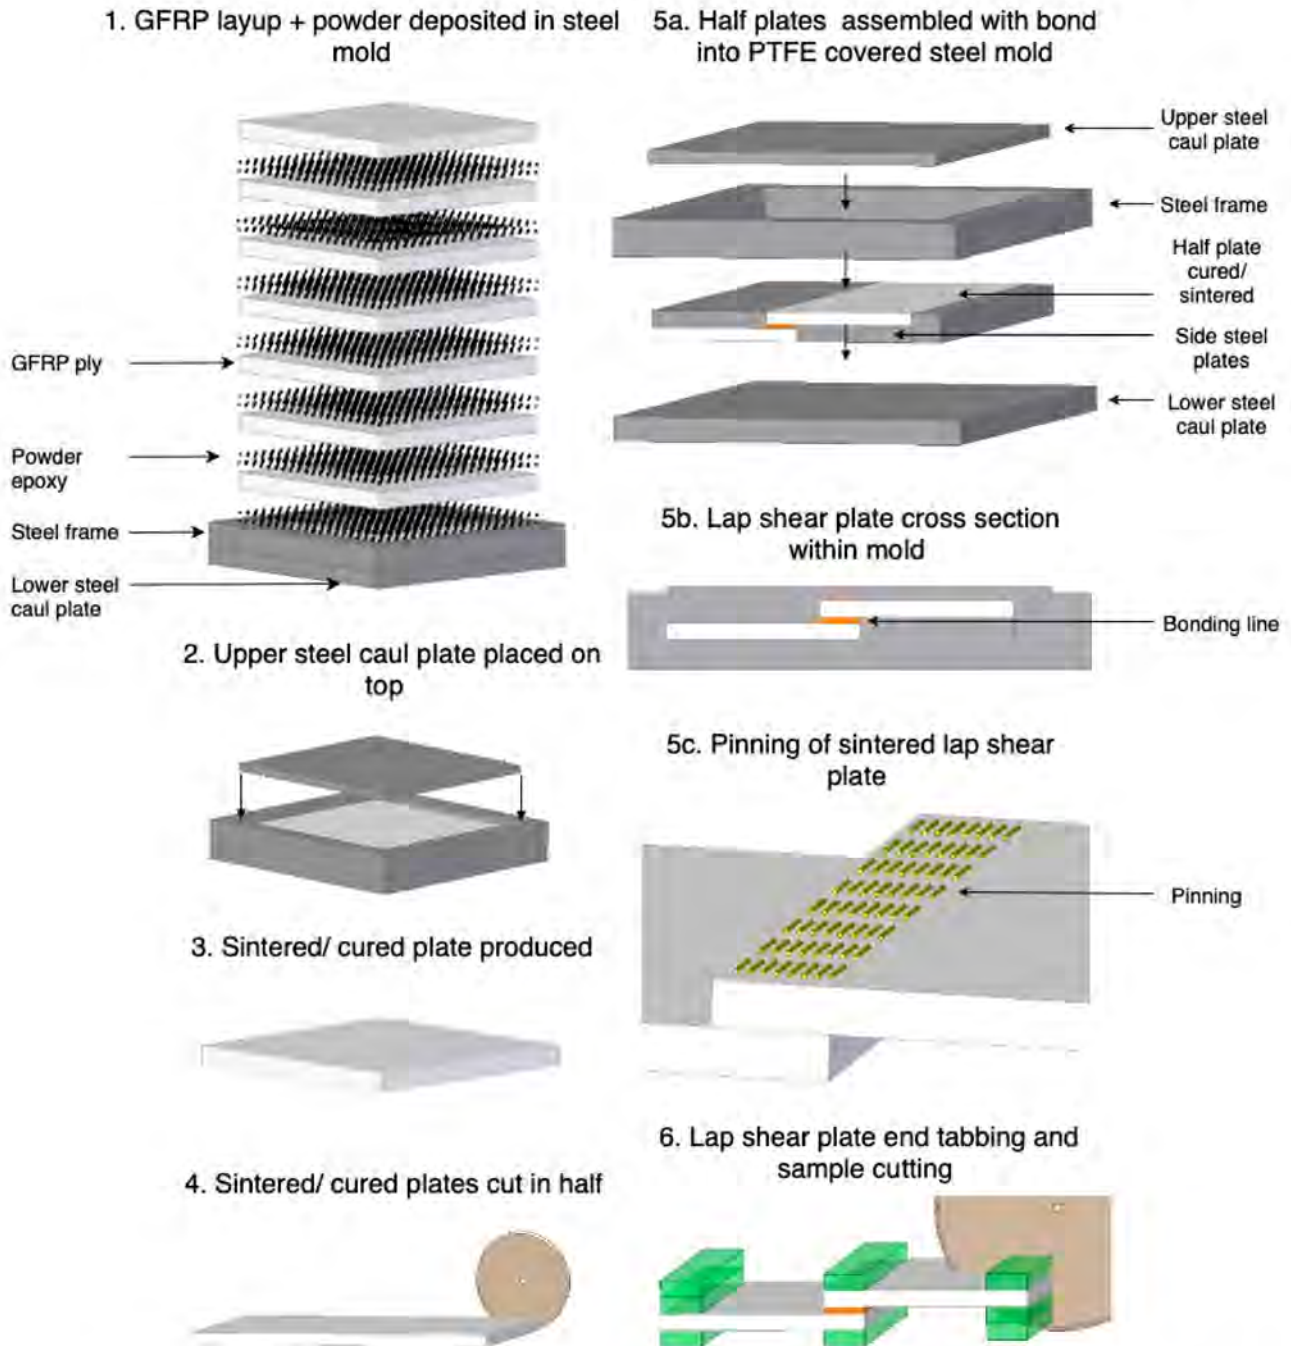 1. GFRP layup + powder deposited in steel
mold
GFRP ply
Powder
epoxy
Steel frame
Lower steel
caul plate
2. Upper steel caul plate placed on
top
3. Sintered/ cured plate produced
4. Sintered/ cured plates cut in half
5a. Half plates assembled with bond
into PTFE covered steel mold
Upper steel
caul plate
Steel frame
Half plate
cured/
sintered
Side steel
plates
Lower steel
caul plate
5b. Lap shear plate cross section
within mold
Bonding line
5c. Pinning of sintered lap shear
plate
Pinning
6. Lap shear plate end tabbing and
sample cutting